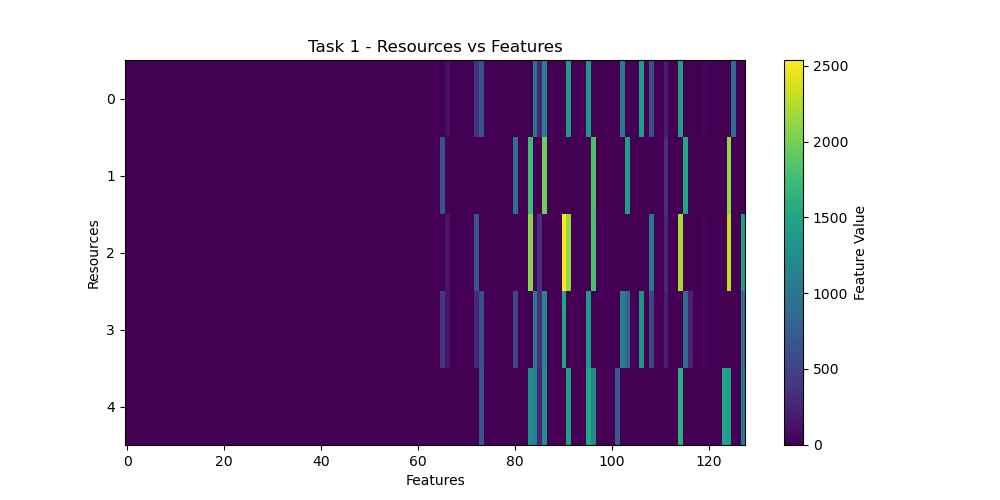 Task 1 - Resources vs Features
Resources
0
1
2
3
4
0 20 40 60 80 100 120
Features
2500
2000
1500
1000
500
0
Feature Value